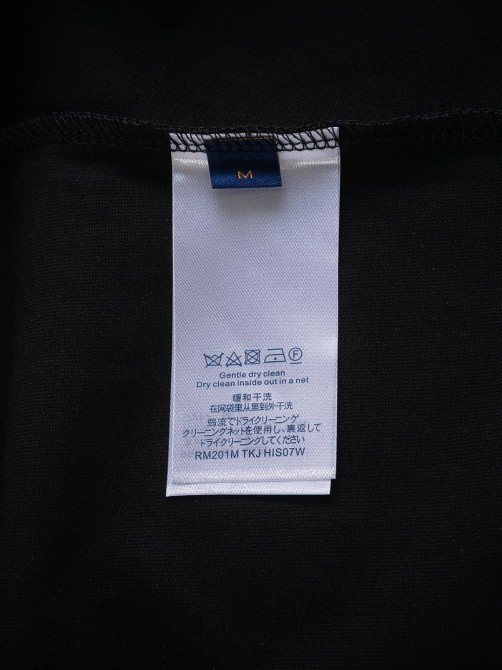 M
F
Gentle dry clean
Dry clean Inside out in a net
缓和干洗
在网袋里从里到外干洗
弱流でドライクリーニング
クリーニングネットを使用し、裏返して
ドライクリーニングしてください
RM201M TKJ HIS07W